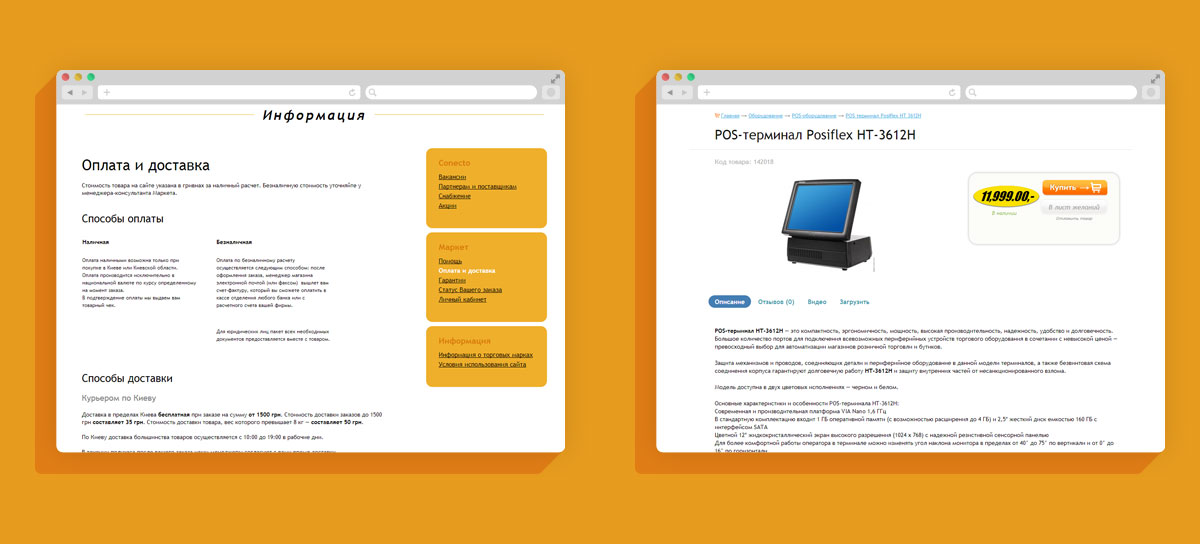 Информация
Оплата и доставка
Стоимость товара на сайте указана в гривнах за наличный расчет. Безналичную стоимость уточняйте у
менеджера-консультанта Маркета.
Способы оплаты
Наличная
Оплата наличными возможна только при
покупке в Киеве или Киевской области.
Оплата производится исключительно в
национальной валюте по курсу определенному
на момент заказа.
В подтверждение оплаты мы выдаем вам
товарный чек.
Безналичная
Оплата по безналичному расчету
осуществляется следующим способом: после
оформления заказа, менеджер магазина
электронной почтой (или факсом) вышлет вам
счет-фактуру, который вы сможете оплатить в
кассе отделения любого банка или с
расчетного счета вашей фирмы.
Для юридических лиц пакет всех необходимых
документов предоставляется вместе с товаром.
Способы доставки
Курьером по Киеву
Доставка в пределах Киева бесплатная при заказе на сумму от 1500 грн. Стоимость доставки заказов до 1500
грн составляет 35 грн. Стоимость доставки товара, вес которого превышает 8 кг — составляет 50 грн.
По Киеву доставка большинства товаров осуществляется с 10:00 до 19:00 в рабочие дни.
Conecto
Вакансии
Партнерам и поставщикам
Снабжение
Акции
Маркет
Помощь
Оплата и доставка
Гарантии
Статус Вашего заказа
Личный кабинет
Информация
Информация о торговых марках
Условия использования сайта
Главная → Оборудование → POS-оборудование → POS-терминал Posiflex HT-3612H
POS-терминал Posiflex HT-3612H
Код товара: 142018
11,999.00,-
В наличии
Купить →
В лист желаний
Отложить товар
Описание
Отзывов (0)
Видео
Загрузить
POS-терминал HT-3612H — это компактность, эргономичность, мощность, высокая производительность, надежность, удобство и долговечность.
Большое количество портов для подключения всевозможных периферийных устройств торгового оборудования в сочетании с невысокой ценой —
превосходный выбор для автоматизации магазинов розничной торговли и бутиков.
Защита механизмов и проводов, соединяющих детали и периферийное оборудование в данной модели терминалов, а также безвинтовая схема
соединения корпуса гарантируют долговечную работу HT-3612H и защиту внутренних частей от несанкционированного взлома.
Модель доступна в двух цветовых исполнениях — черном и белом.
Основные характеристики и особенности POS-терминала HT-3612H:
Современная и производительная платформа VIA Nano 1,6 ГГц
В стандартную комплектацию входит 1 ГБ оперативной памяти (с возможностью расширения до 4 ГБ) и 2,5" жесткий диск емкостью 160 ГБ с
интерфейсом SATA
Цветной 12" жидкокристаллический экран высокого разрешения (1024 х 768) с надежной резистивной сенсорной панелью
Для более комфортной работы оператора в терминале можно изменять угол наклона монитора в пределах от 40° до 75° по вертикали и от 0° до
16° по горизонтали